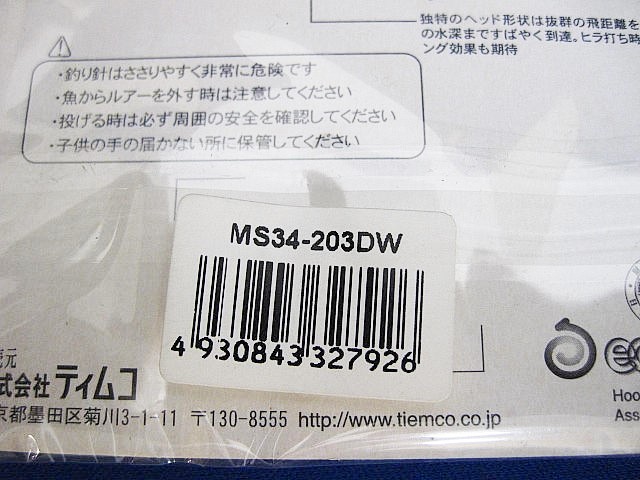 独特のヘッド形状は抜群の飛距離を
の水深まですばやく到達。ヒラ打ち時
ング効果も期待
・釣り針はささりやすく非常に危険です
・魚からルアーを外す時は注意してください
・投げる時は必ず周囲の安全を確認してください
・子供の手の届かない所に保管してください
MS34-203DW
4 930843 327926
元
式会社 ティムコ
京都墨田区菊川3-1-11 〒130-8555 http://www.tiemco.co.jp
Hoo
Ass